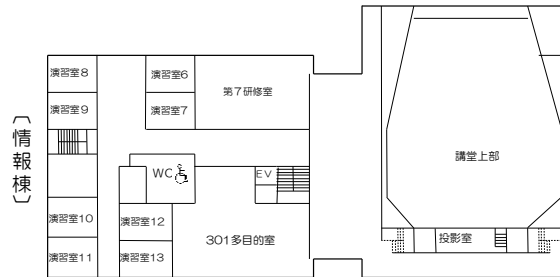 演習室8
演習室6
第7研修室
演習室9
演習室7
〔情報棟〕
講堂上部
WC
EV
演習室10
演習室12
301多目的室
投影室
演習室11
演習室13